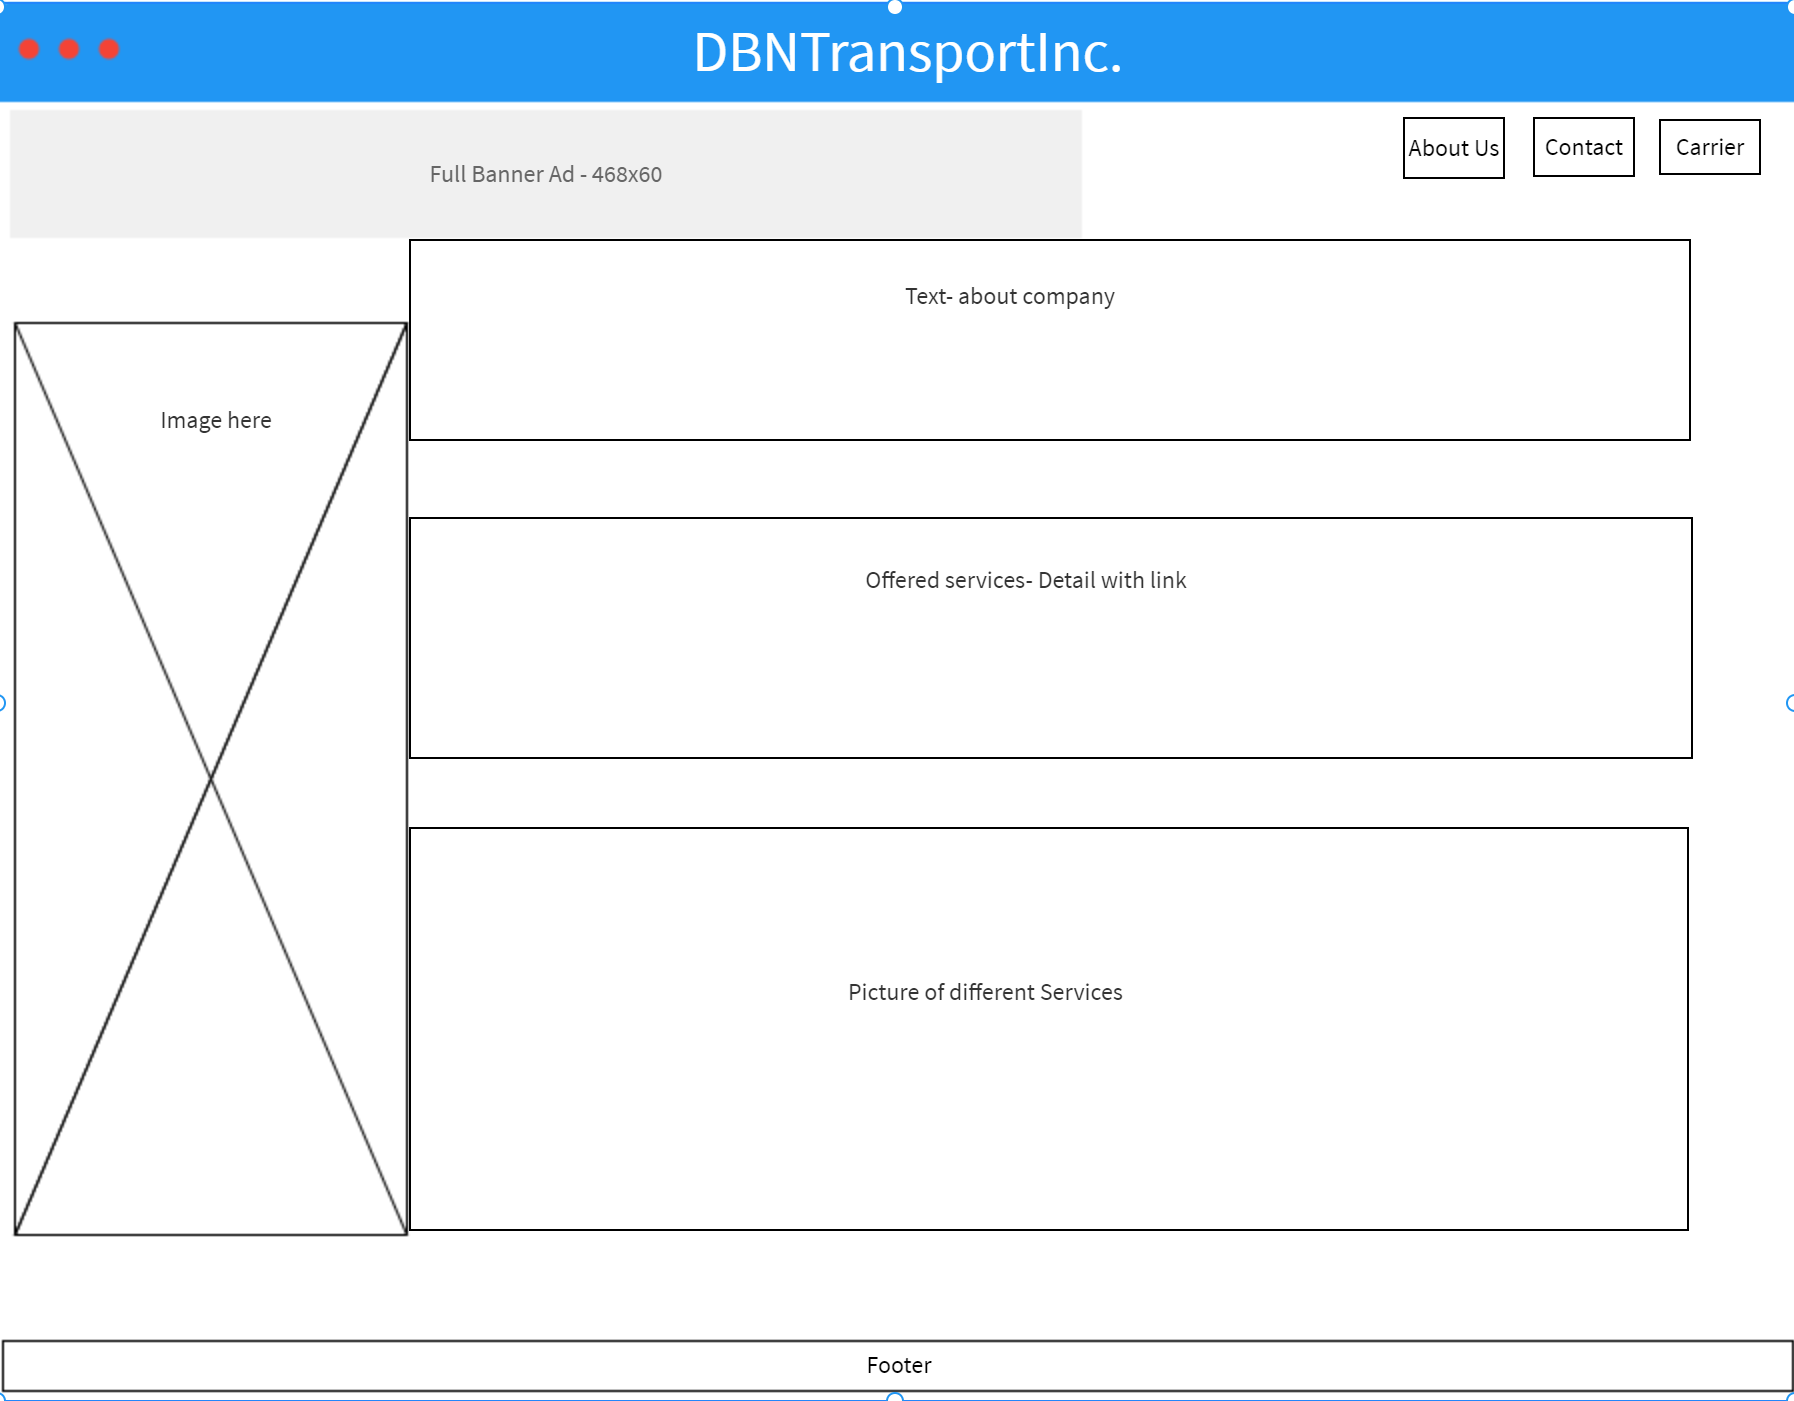 DBNTransportInc.
Full Banner Ad - 468x60
About Us
Contact
Carrier
Text- about company
Image here
Offered services- Detail with link
Picture of different Services
Footer